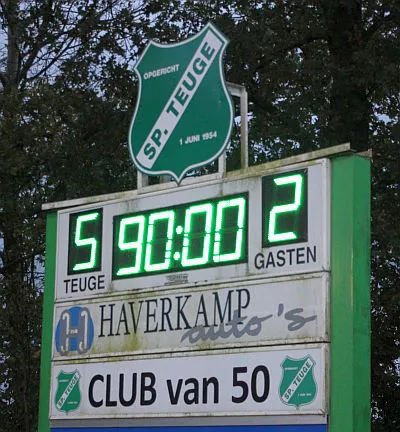 OPGERICHT
SP. TEUGE
1 JUNI 1954
5 90:00 2
TEUGE
GASTEN
HAVERKAMP
auto's
SP. TEUGE
CLUB van 50
SP. TEUGE